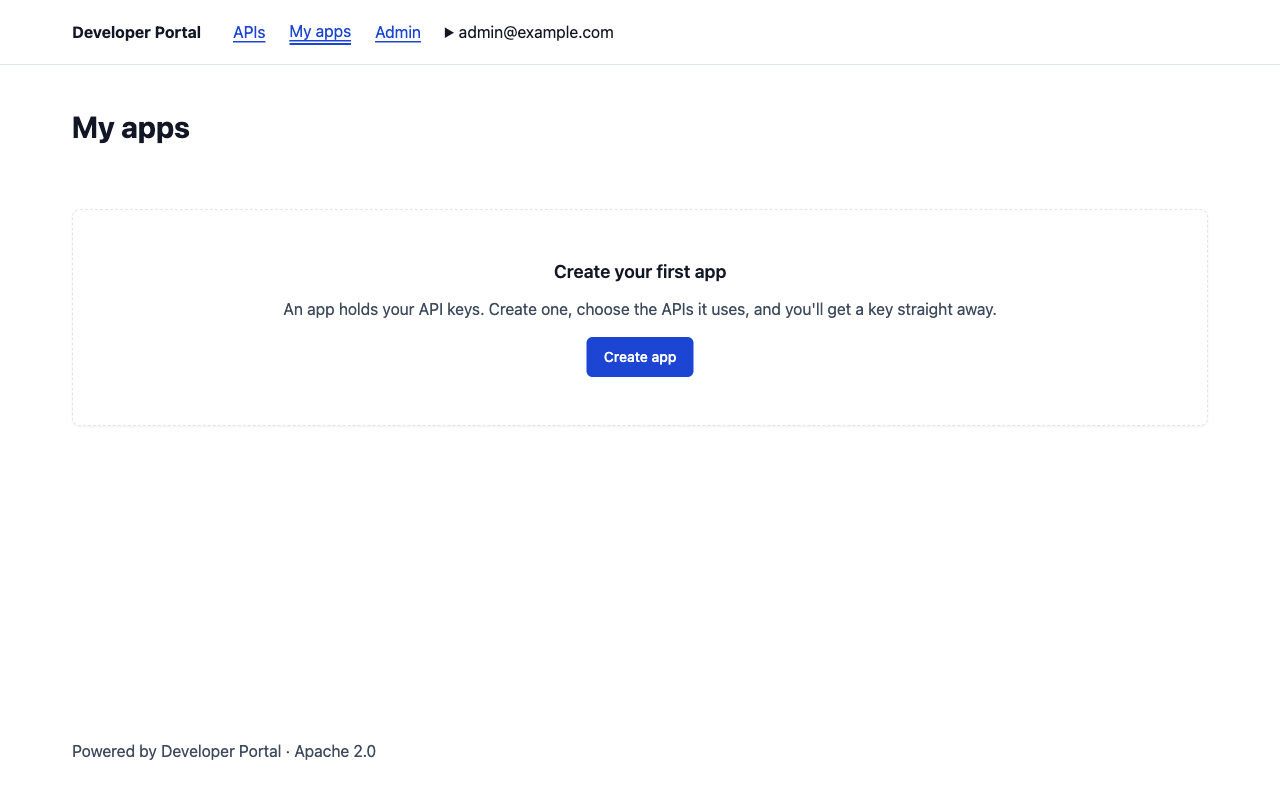 Developer Portal APIs My apps Admin ▶ admin@example.com
My apps
Create your first app
An app holds your API keys. Create one, choose the APIs it uses, and you'll get a key straight away.
Create app
Powered by Developer Portal · Apache 2.0